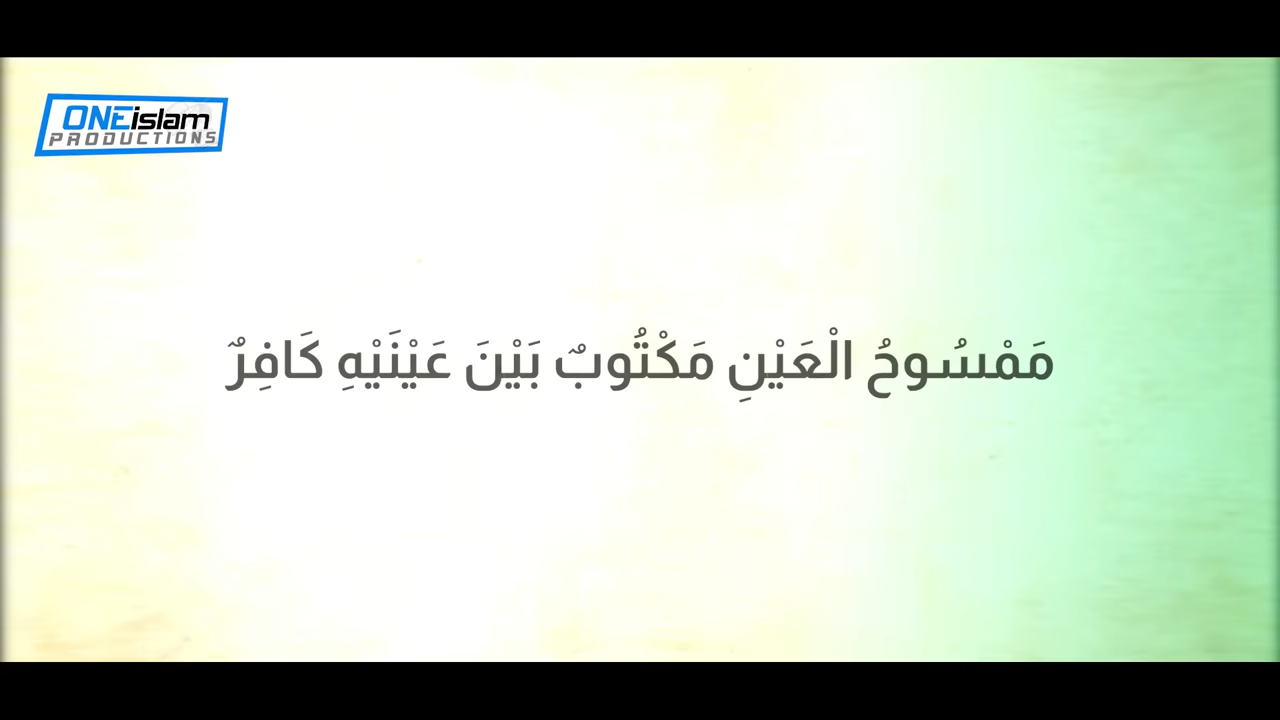 ONEislam
PRODUCTIONS
مَمْسُوحُ الْعَيْنِ مَكْتُوبٌ بَيْنَ عَيْنَيْهِ كَافِرٌ